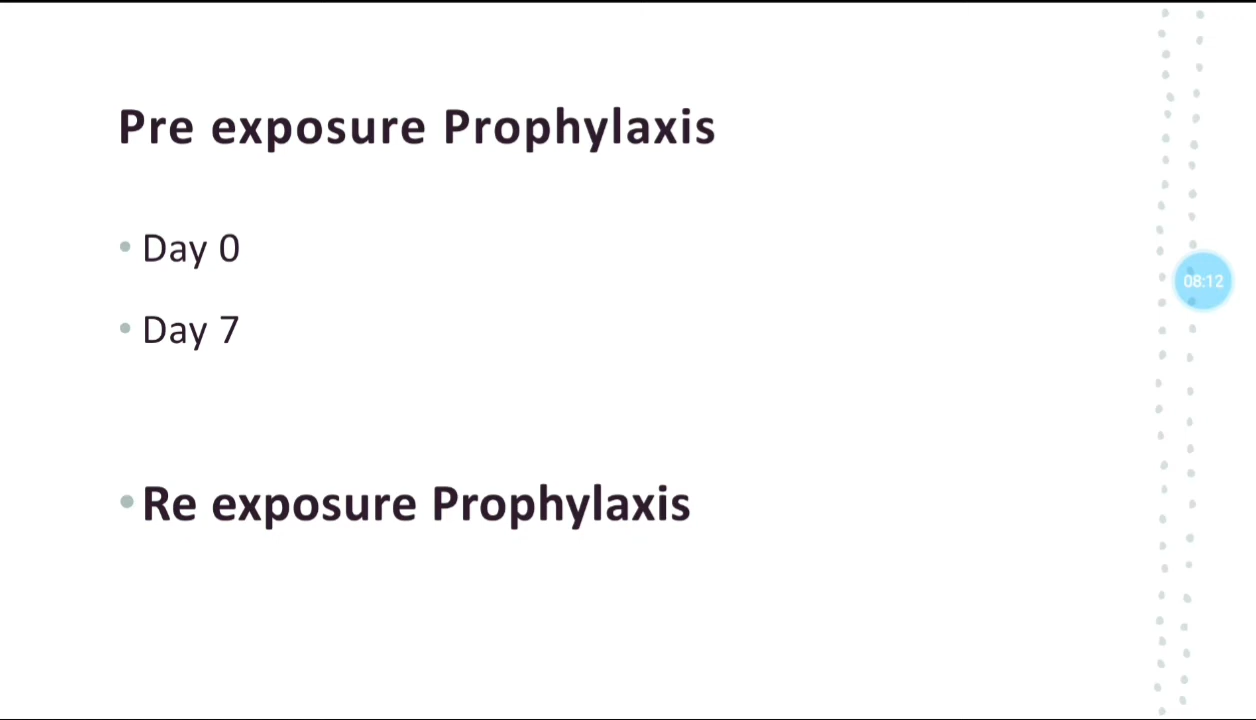 Pre exposure Prophylaxis
• Day 0
• Day 7
08:12
• Re exposure Prophylaxis